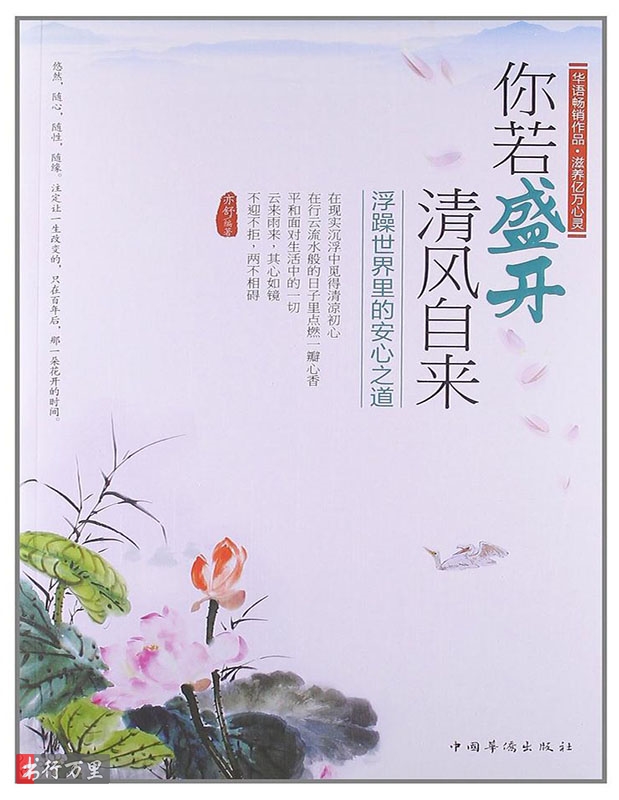 华语畅销作品·滋养亿万心灵
你若盛开
清风自来
浮躁世界里的安心之道
在现实沉浮中觅得清凉初心
在行云流水般的日子里点燃一瓣心香
平和面对生活中的一切
云来雨来，其心如镜
不迎不拒，两不相碍
亦舒 编著
悠然，随心，随性，随缘。注定让一生改变的，只在百年后，那一朵花开的时间。
中国华侨出版社
书行万里